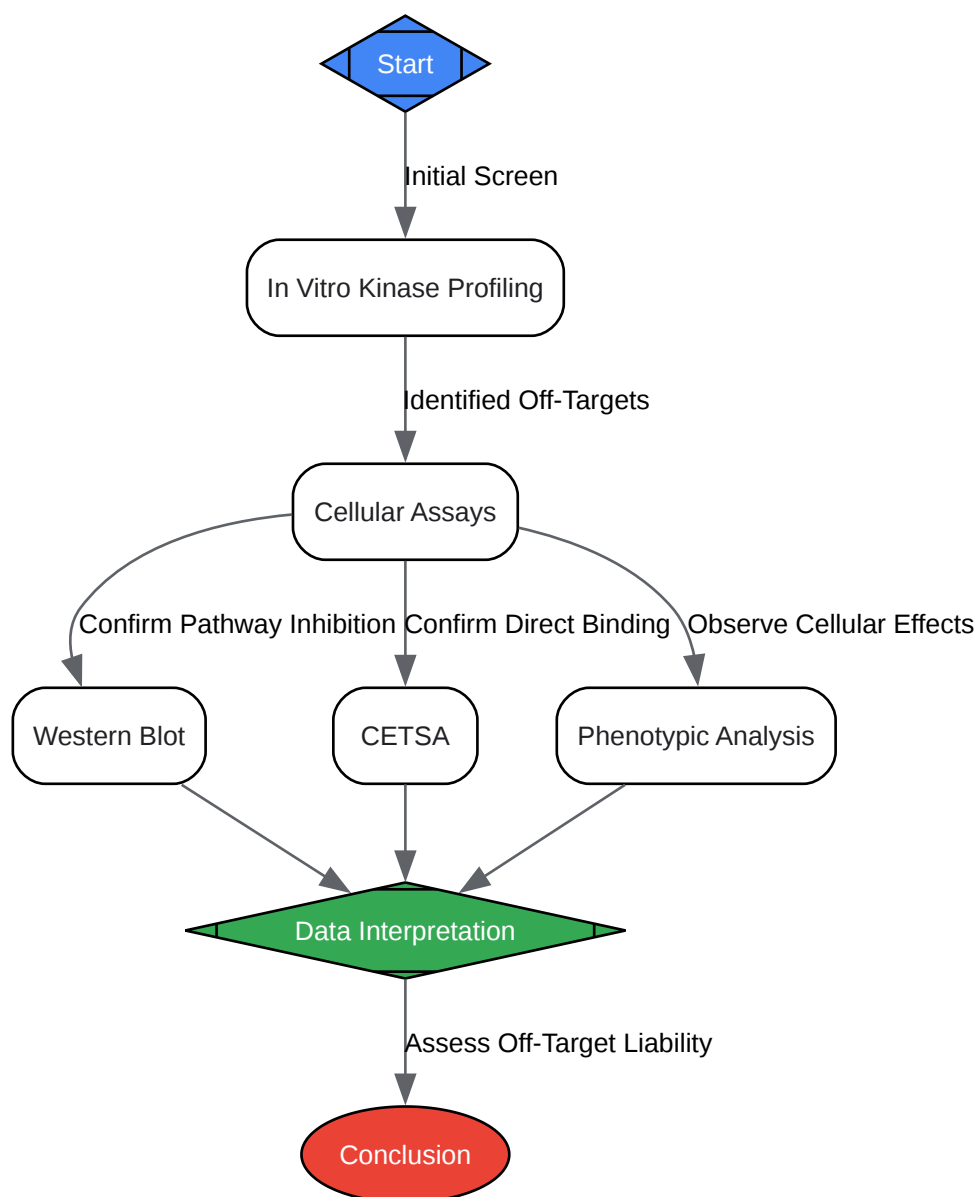 Start
Initial Screen
In Vitro Kinase Profiling
Identified Off-Targets
Cellular Assays
Confirm Pathway Inhibition
Confirm Direct Binding
Observe Cellular Effects
Western Blot
CETSA
Phenotypic Analysis
Data Interpretation
Assess Off-Target Liability
Conclusion